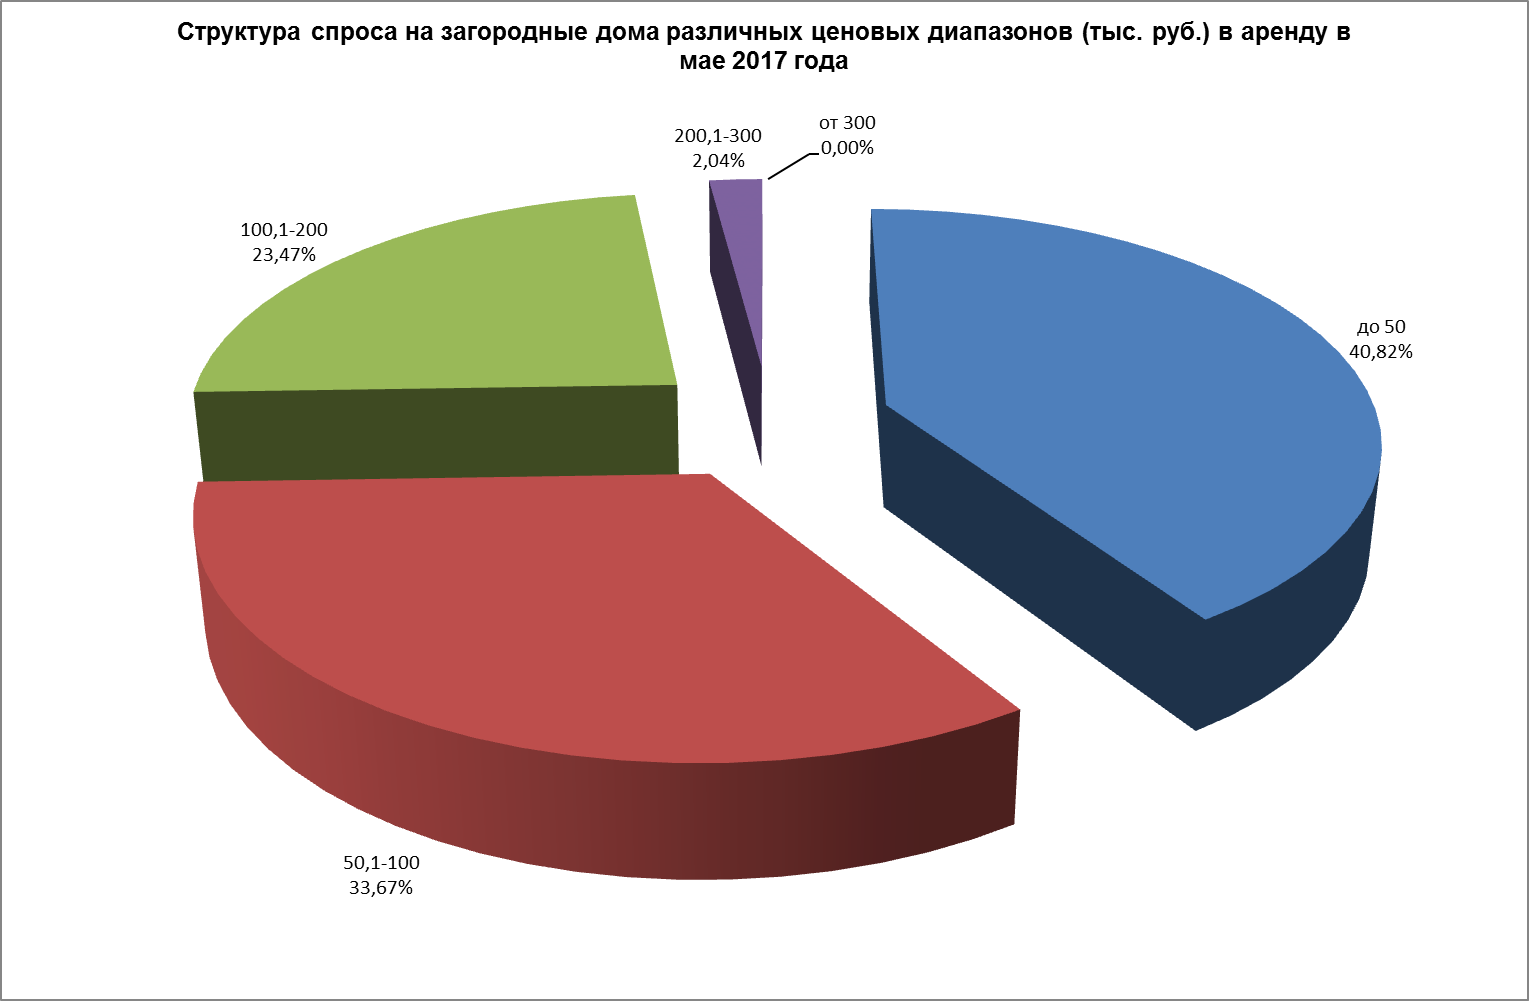 Структура спроса на загородные дома различных ценовых диапазонов (тыс. руб.) в аренду в
мае 2017 года
от 300
0,00%
200,1-300
2,04%
100,1-200
23,47%
до 50
40,82%
50,1-100
33,67%